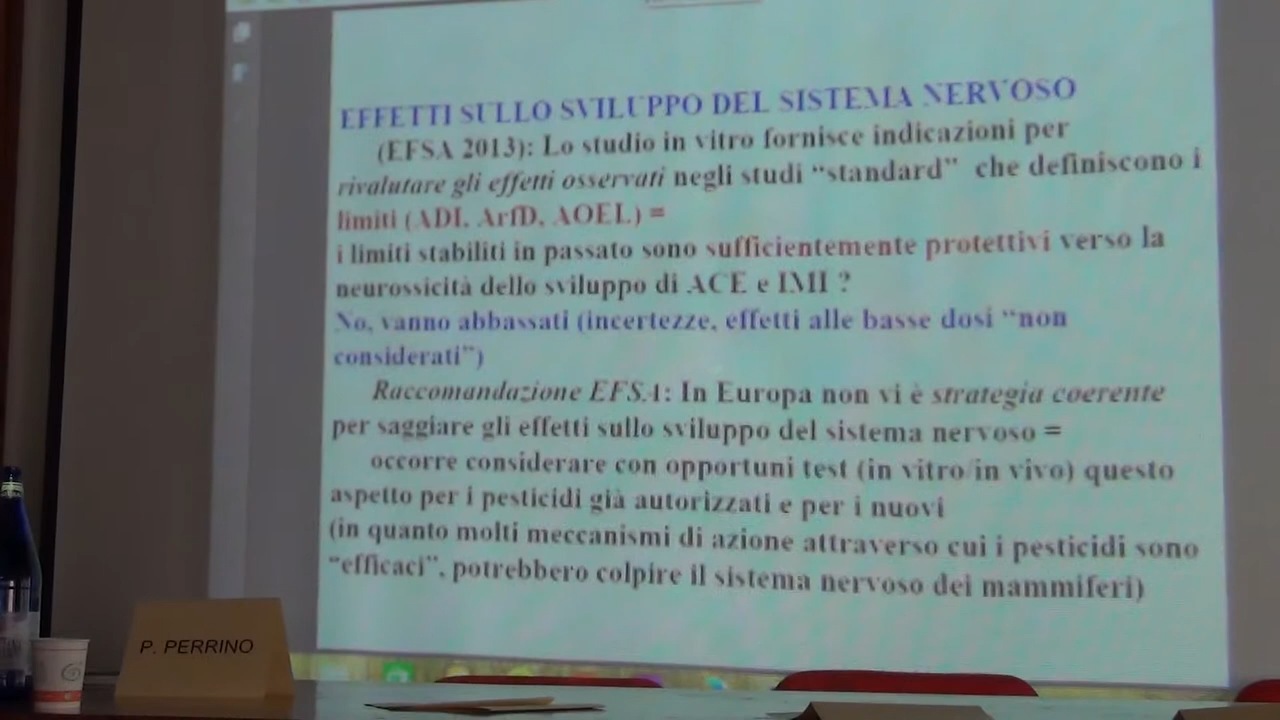 EFFETTI SULLO SVILUPPO DEL SISTEMA NERVOSO
(EFSA 2013): Lo studio in vitro fornisce indicazioni per
rivalutare gli effetti osservati negli studi “standard” che definiscono i
limiti (ADI, ArfD, AOEL) =
i limiti stabiliti in passato sono sufficientemente protettivi verso la
neurossicità dello sviluppo di ACE e IMI ?
No, vanno abbassati (incertezze, effetti alle basse dosi “non
considerati”)
Raccomandazione EFSA: In Europa non vi è strategia coerente
per saggiare gli effetti sullo sviluppo del sistema nervoso =
occorre considerare con opportuni test (in vitro/in vivo) questo
aspetto per i pesticidi già autorizzati e per i nuovi
(in quanto molti meccanismi di azione attraverso cui i pesticidi sono
“efficaci”, potrebbero colpire il sistema nervoso dei mammiferi)
P. PERRINO